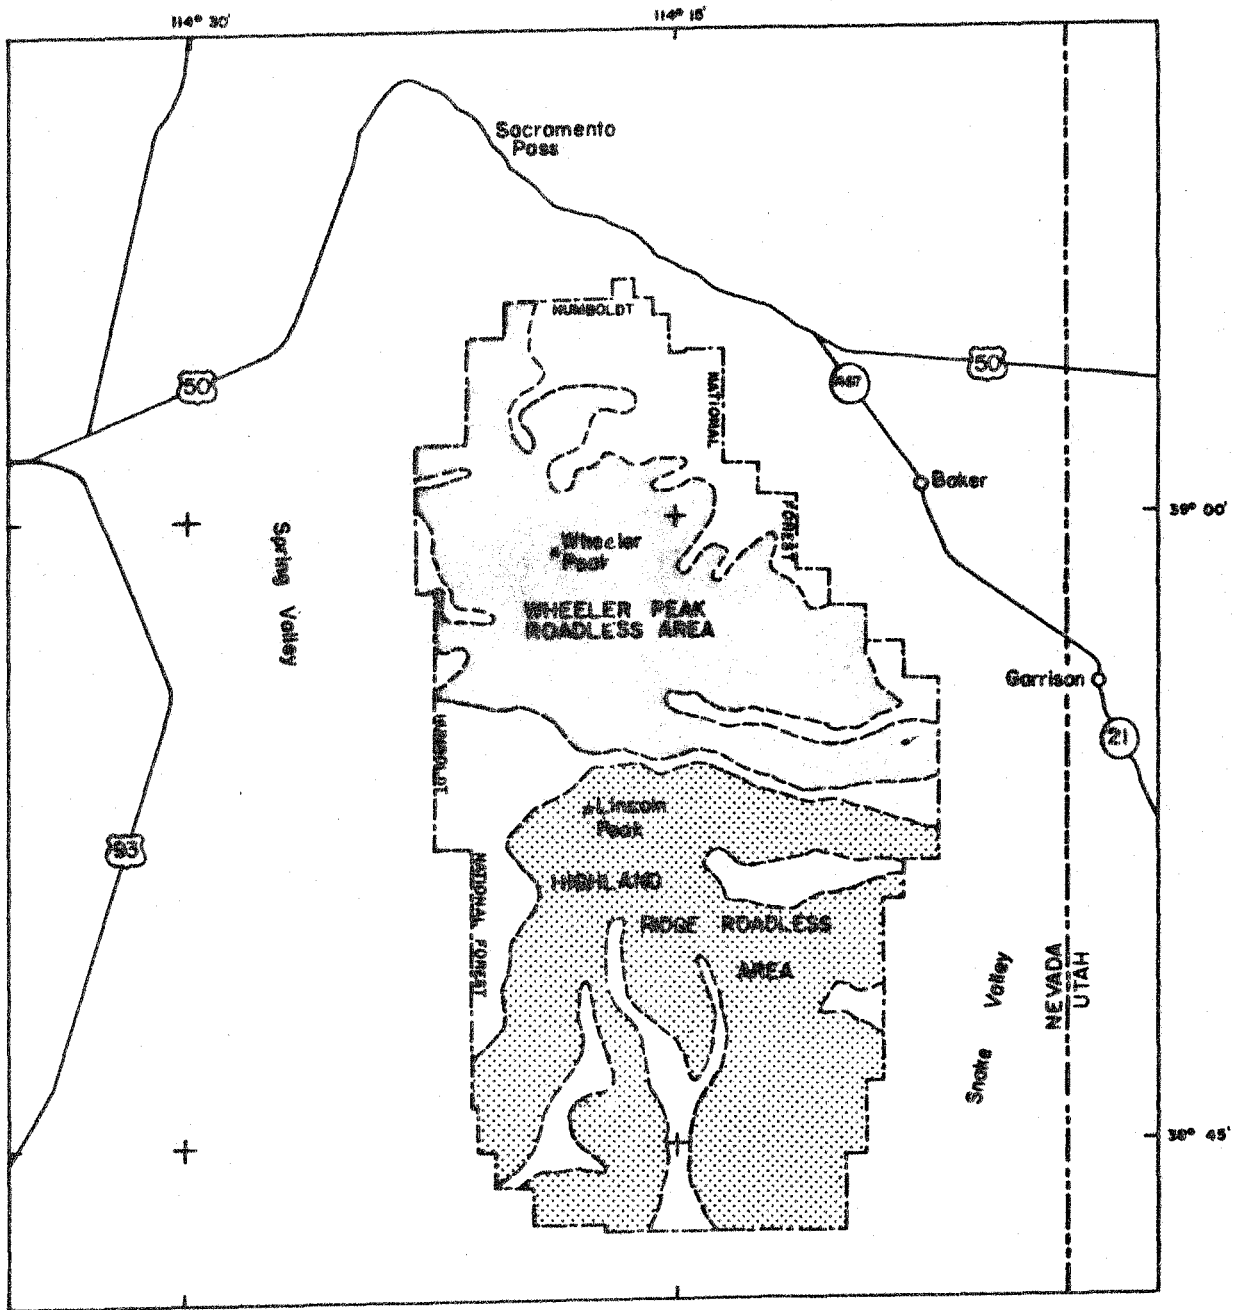 114° 30'
114° 15'
Sacramento
Pass
HUMBOLDT
NATIONAL
FOREST
50
50
Baker
39° 00'
Spring Valley
Wheeler
Peak
WHEELER PEAK
ROADLESS AREA
Garrison
21
HUMBOLDT
NATIONAL FOREST
Lincoln
Peak
93
HIGHLAND
RIDGE ROADLESS
AREA
Snake Valley
NEVADA
UTAH
38° 45'